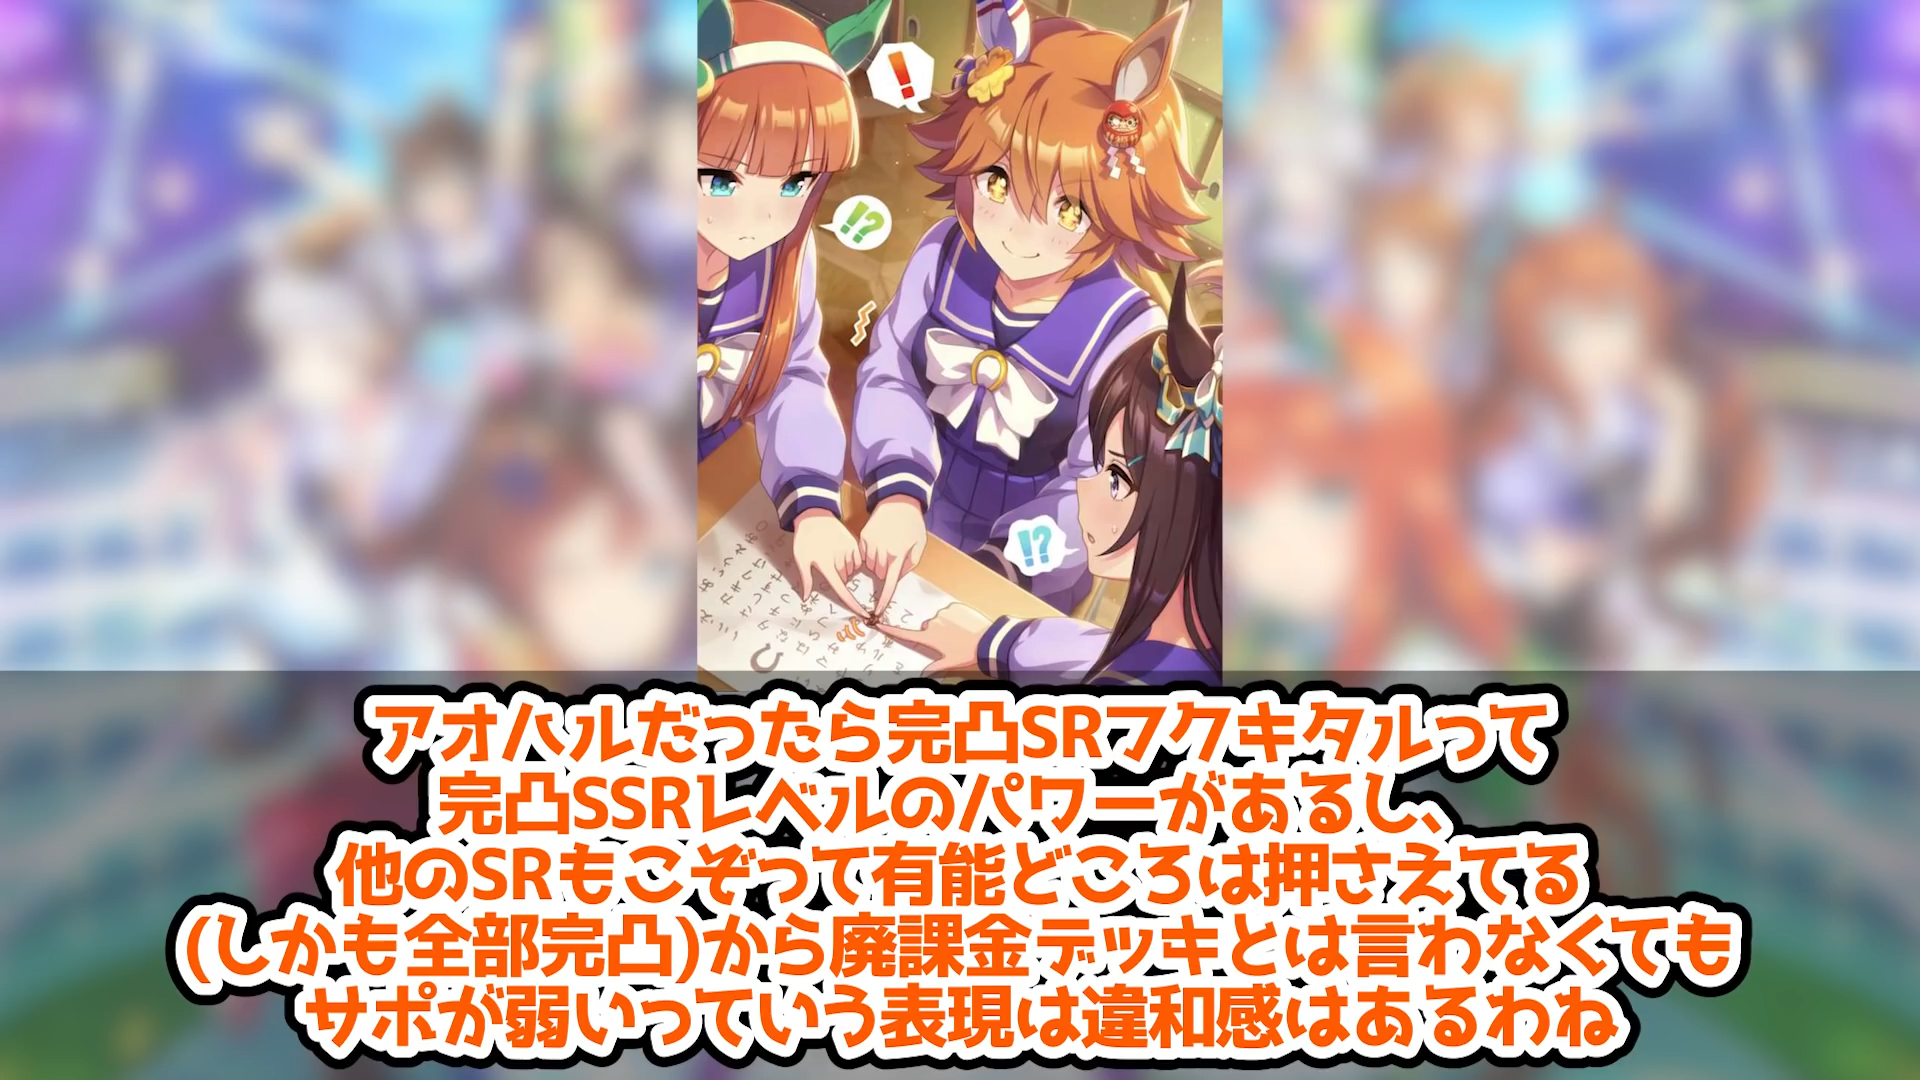 !
!?
!?
アオハルだったら完凸SRフクキタルって
完凸SSRレベルのパワーがあるし、
他のSRもこぞって有能どころは押さえてる
(しかも全部完凸)から廃課金デッキとは言わなくても
サポが弱いっていう表現は違和感はあるわね